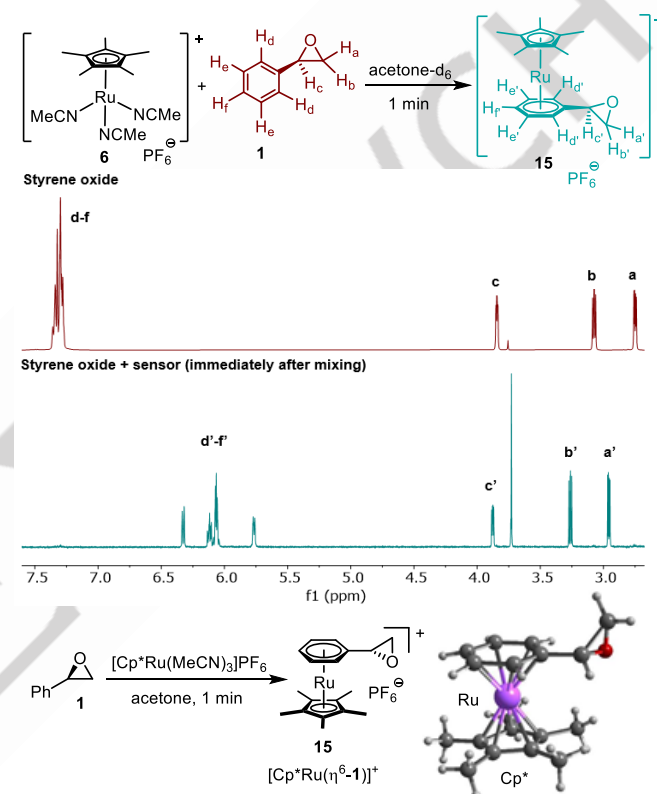 +
+
O
Hd
He
Ha
Hc
Hb
Hf
Hd
He
Ru
MeCN
NCMe
NCMe
6
PF6⊖
1
acetone-d6
1 min
Ru
He'
Hd'
O
Hf'
He'
Hd'
Hc'
Ha'
Hb'
15
PF6⊖
Styrene oxide
d-f
c
b
a
Styrene oxide + sensor (immediately after mixing)
d’-f’
c’
b’
a’
7.5 7.0 6.5 6.0 5.5 5.0 4.5 4.0 3.5 3.0
f1 (ppm)
O
Ph
1
[Cp*Ru(MeCN)3]PF6
acetone, 1 min
+
O
Ru
PF6⊖
15
[Cp*Ru(η6-1)]+
Ru
Cp*